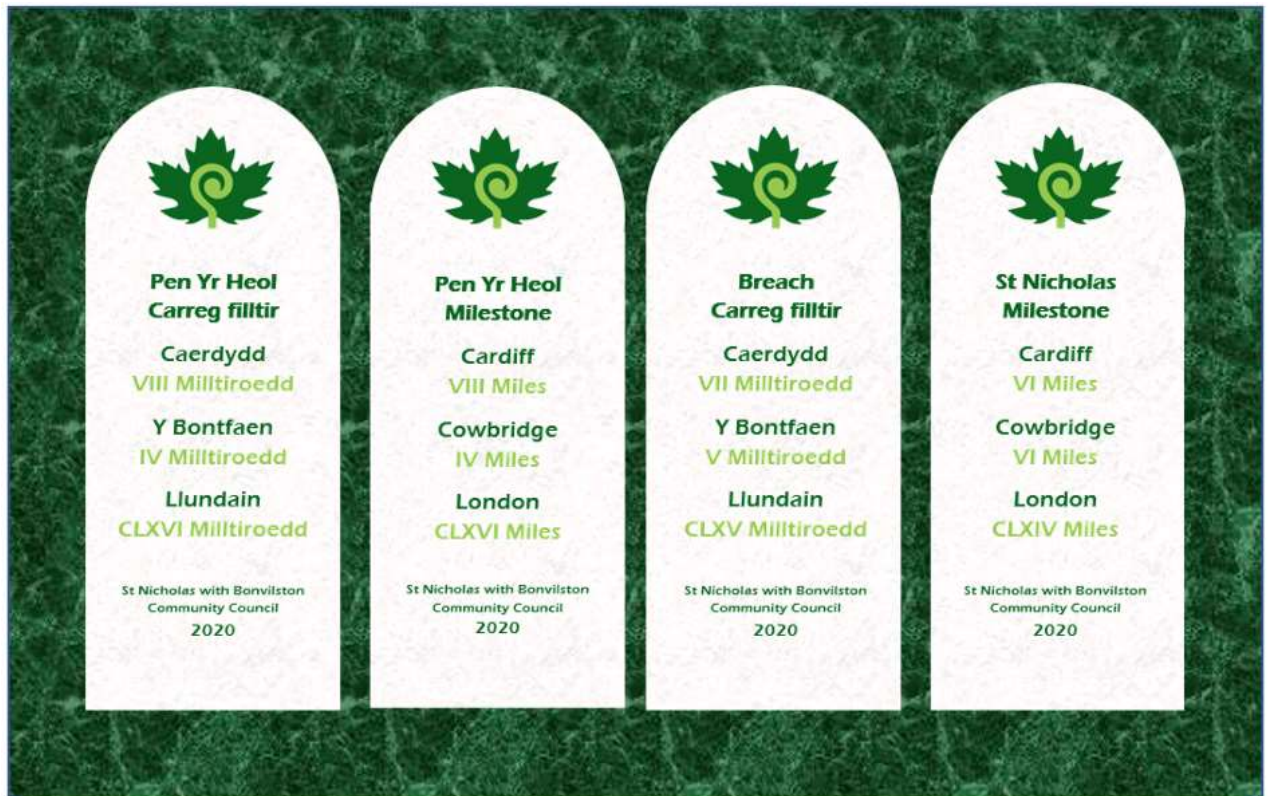 Pen Yr Heol
Carreg filltir
Caerdydd
VIII Milltiroedd
Y Bontfaen
IV Milltiroedd
Llundain
CLXVI Milltiroedd
St Nicholas with Bonvilston
Community Council
2020
Pen Yr Heol
Milestone
Cardiff
VIII Miles
Cowbridge
IV Miles
London
CLXVI Miles
St Nicholas with Bonvilston
Community Council
2020
Breach
Carreg filltir
Caerdydd
VII Milltiroedd
Y Bontfaen
V Milltiroedd
Llundain
CLXV Milltiroedd
St Nicholas with Bonvilston
Community Council
2020
St Nicholas
Milestone
Cardiff
VI Miles
Cowbridge
VI Miles
London
CLXIV Miles
St Nicholas with Bonvilston
Community Council
2020